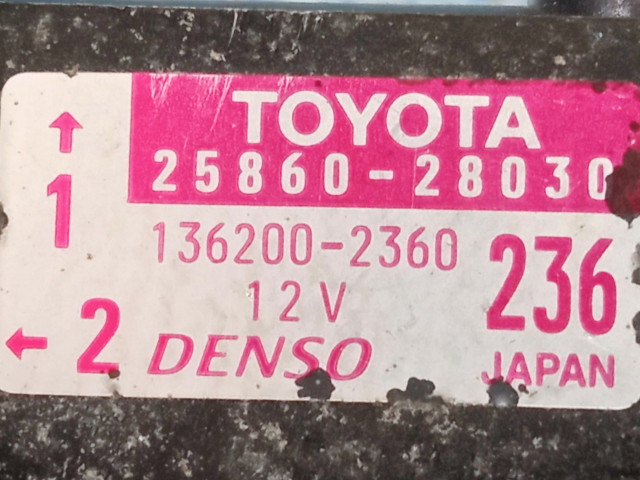 TOYOTA
25860-28030
↑
1
136200-2360
236
12V
← 2
DENSO
JAPAN